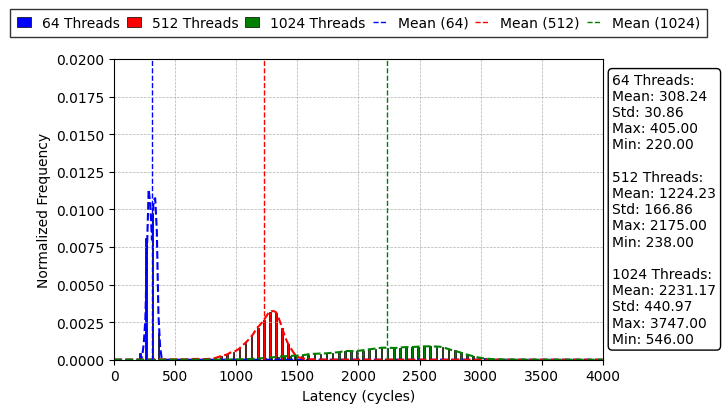 64 Threads 512 Threads 1024 Threads Mean (64) Mean (512) Mean (1024)
0.0200
0.0175
0.0150
0.0125
0.0100
0.0075
0.0050
0.0025
0.0000
Normalized Frequency
0 500 1000 1500 2000 2500 3000 3500 4000
Latency (cycles)
64 Threads:
Mean: 308.24
Std: 30.86
Max: 405.00
Min: 220.00
512 Threads:
Mean: 1224.23
Std: 166.86
Max: 2175.00
Min: 238.00
1024 Threads:
Mean: 2231.17
Std: 440.97
Max: 3747.00
Min: 546.00